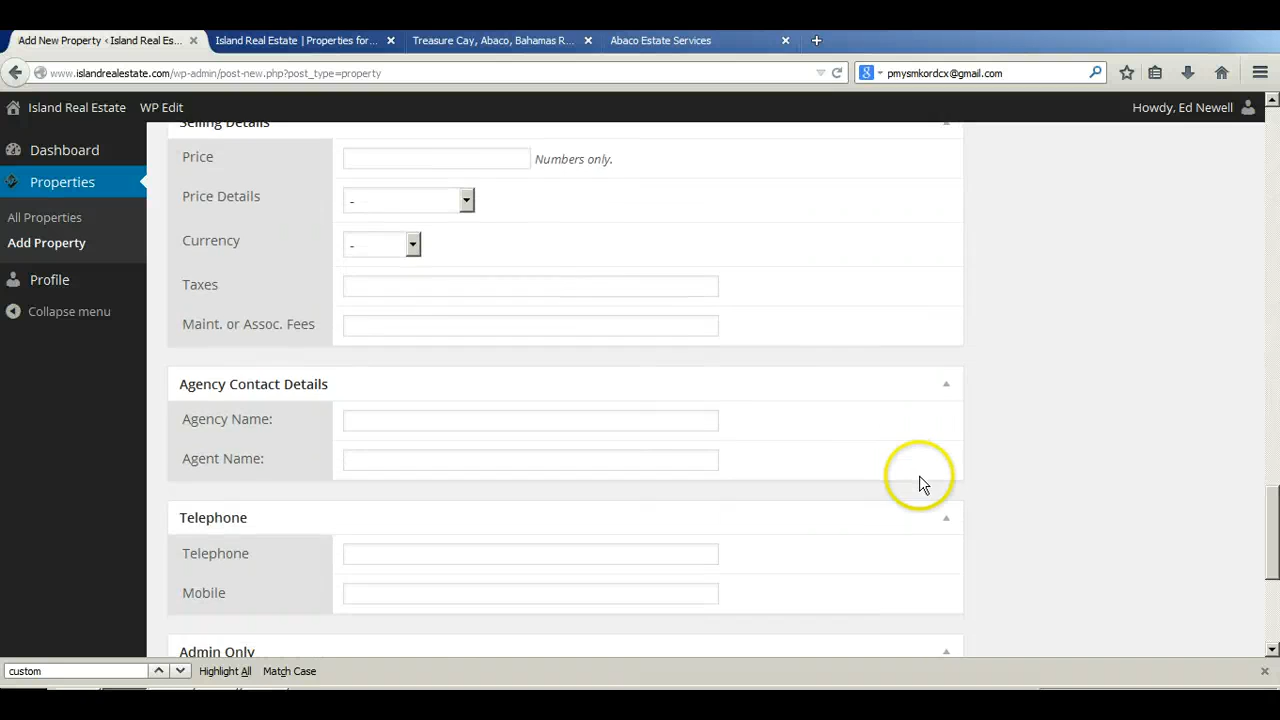 Add New Property ‹ Island Real Es...
Island Real Estate | Properties for...
Treasure Cay, Abaco, Bahamas R...
Abaco Estate Services
www.islandrealestate.com/wp-admin/post-new.php?post_type=property
pmysmkordcx@gmail.com
Island Real Estate
WP Edit
Howdy, Ed Newell
Dashboard
Properties
All Properties
Add Property
Profile
Collapse menu
Selling Details
Price
Numbers only.
Price Details
-
Currency
-
Taxes
Maint. or Assoc. Fees
Agency Contact Details
Agency Name:
Agent Name:
Telephone
Telephone
Mobile
Admin Only
custom
Highlight All
Match Case